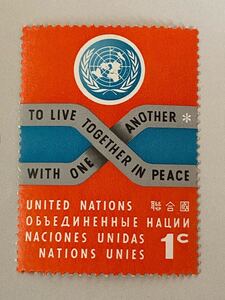 TO LIVE TOGETHER IN PEACE
WITH ONE ANOTHER *
UNITED NATIONS 聯合國
ОБЪЕДИНЕННЫЕ НАЦИИ
NACIONES UNIDAS
NATIONS UNIES
1c